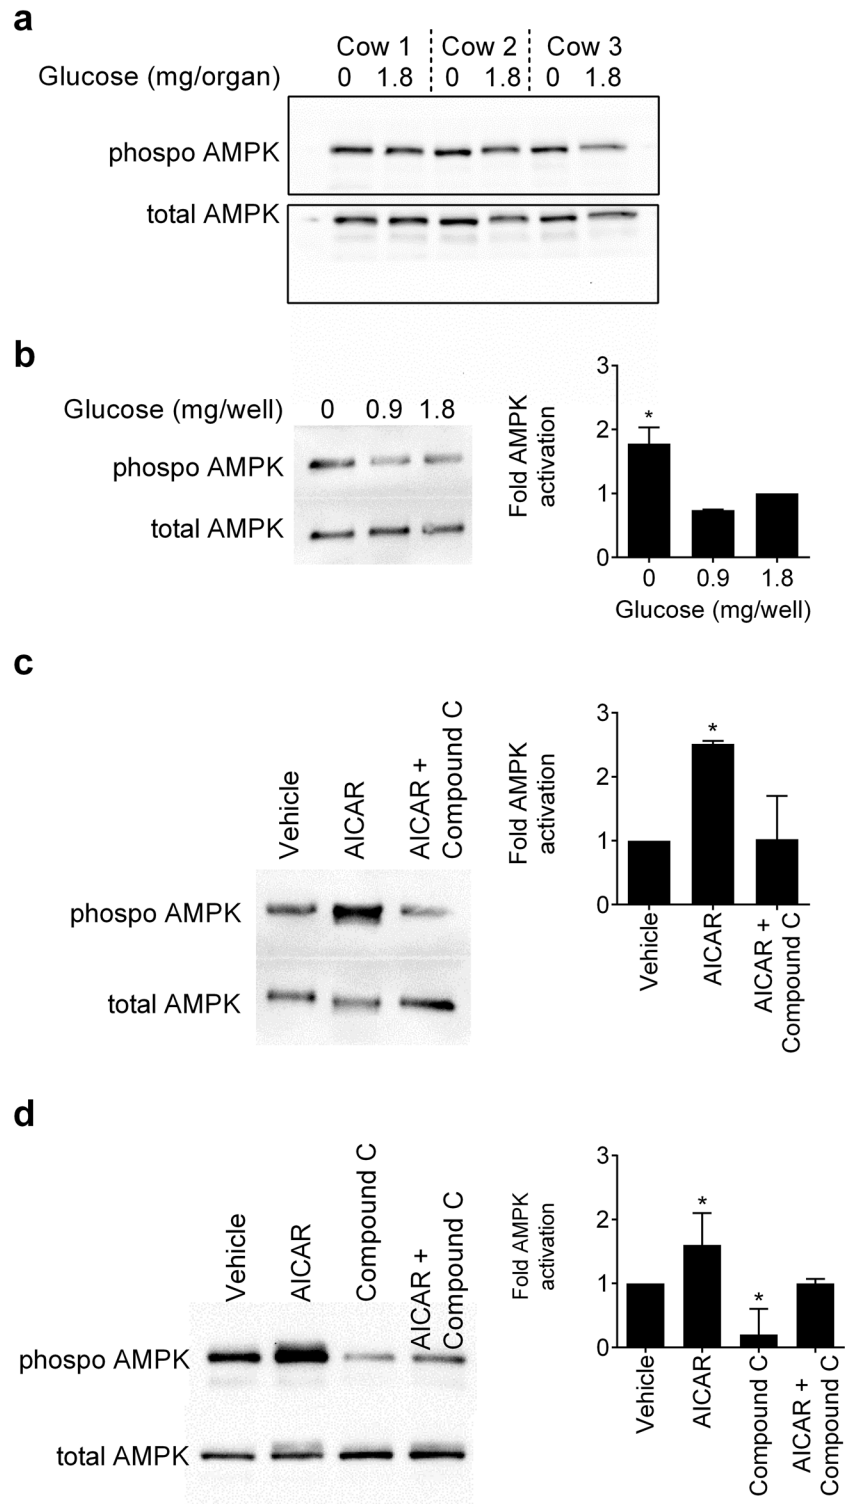 a
Cow 1 Cow 2 Cow 3
Glucose (mg/organ) 0 1.8 0 1.8 0 1.8
phospo AMPK
total AMPK
b
Glucose (mg/well) 0 0.9 1.8
phospo AMPK
total AMPK
Fold AMPK
activation
3
2
1
0
*
0 0.9 1.8
Glucose (mg/well)
c
Vehicle
AICAR
AICAR +
Compound C
phospo AMPK
total AMPK
Fold AMPK
activation
3
2
1
0
*
Vehicle
AICAR
AICAR +
Compound C
d
Vehicle
AICAR
Compound C
AICAR +
Compound C
phospo AMPK
total AMPK
Fold AMPK
activation
3
2
1
0
*
*
Vehicle
AICAR
Compound C
AICAR +
Compound C